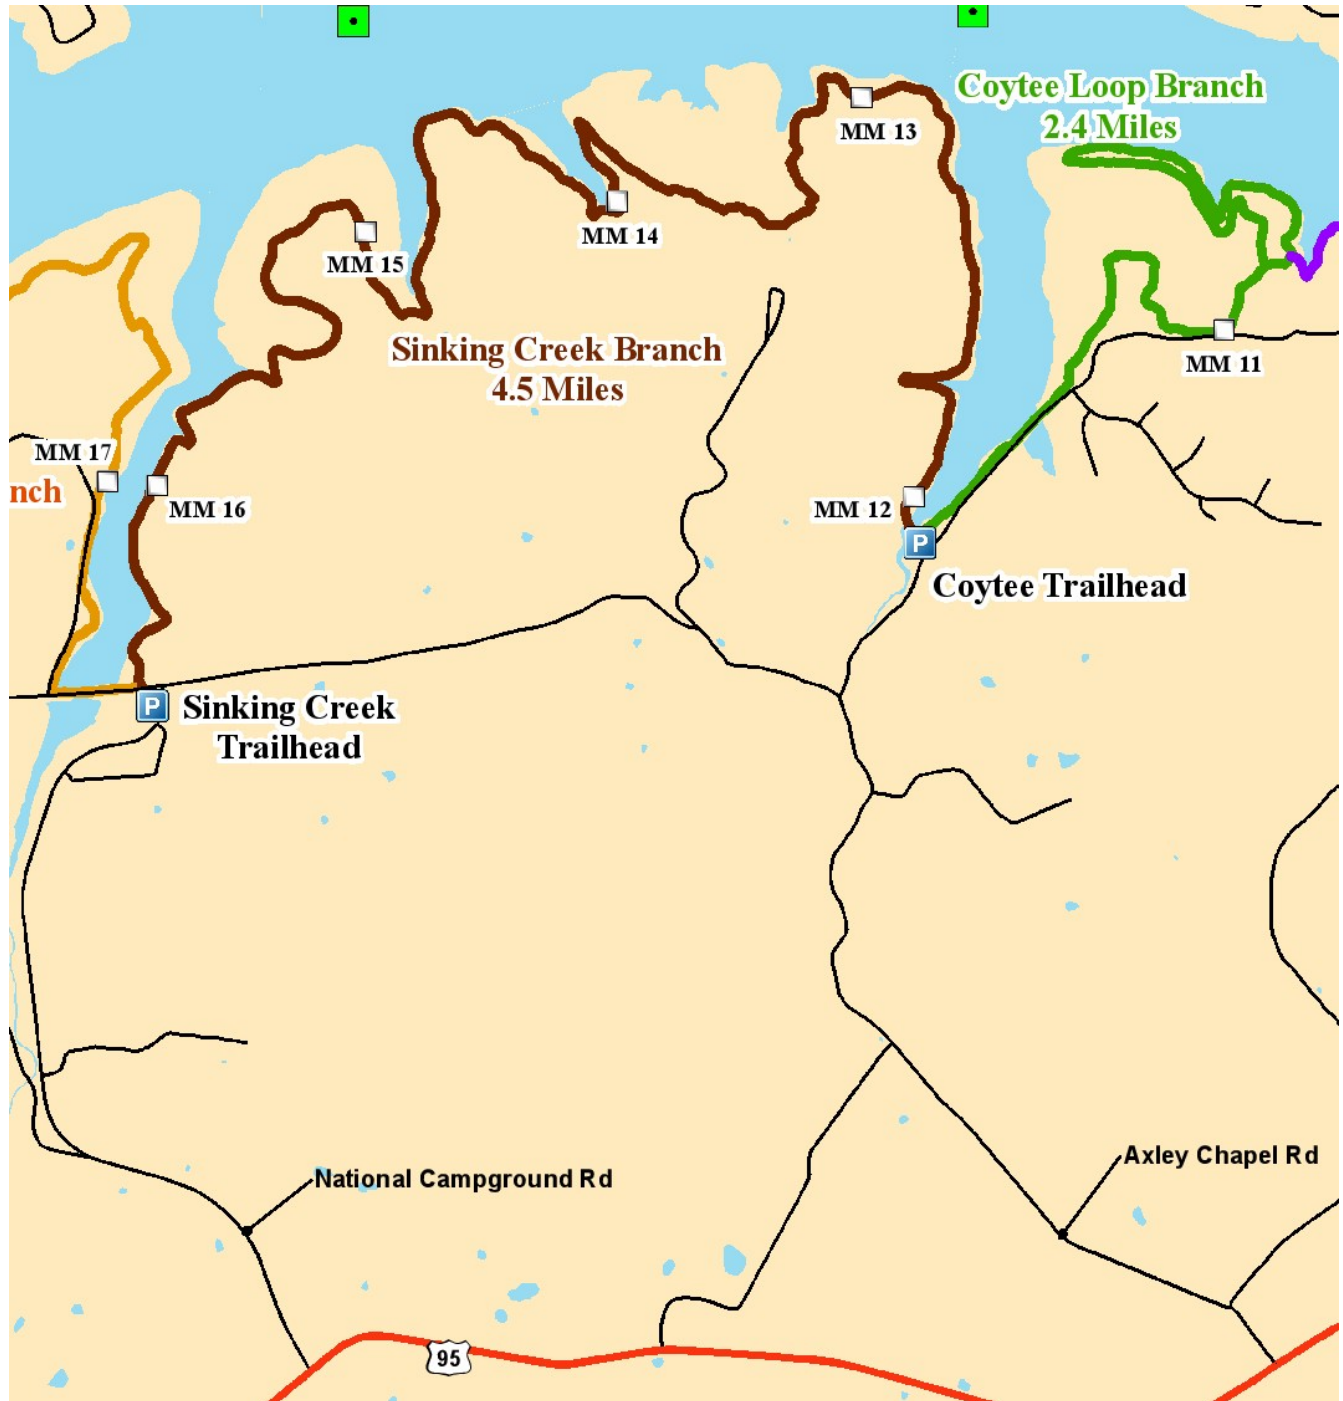 Coytee Loop Branch
2.4 Miles
MM 13
MM 14
MM 15
Sinking Creek Branch
4.5 Miles
MM 11
MM 17
nch
MM 16
MM 12
P
Coytee Trailhead
P
Sinking Creek
Trailhead
Axley Chapel Rd
National Campground Rd
95